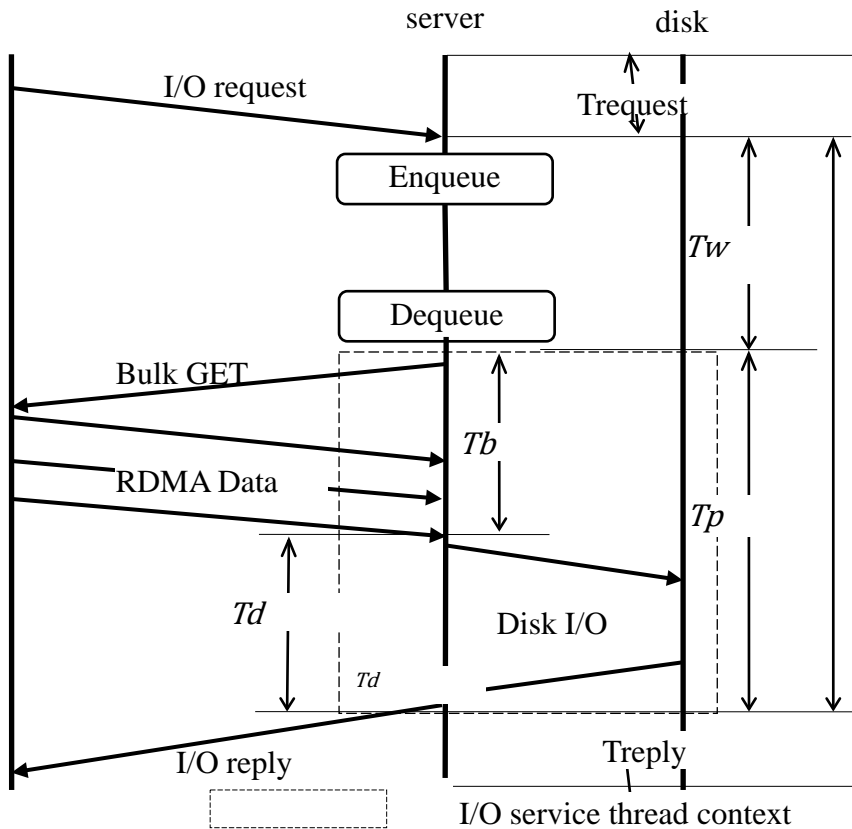 server
disk
I/O request
Trequest
Enqueue
Tw
Dequeue
Bulk GET
Tb
RDMA Data
Tp
Td
Disk I/O
Td
I/O reply
Treply
I/O service thread context